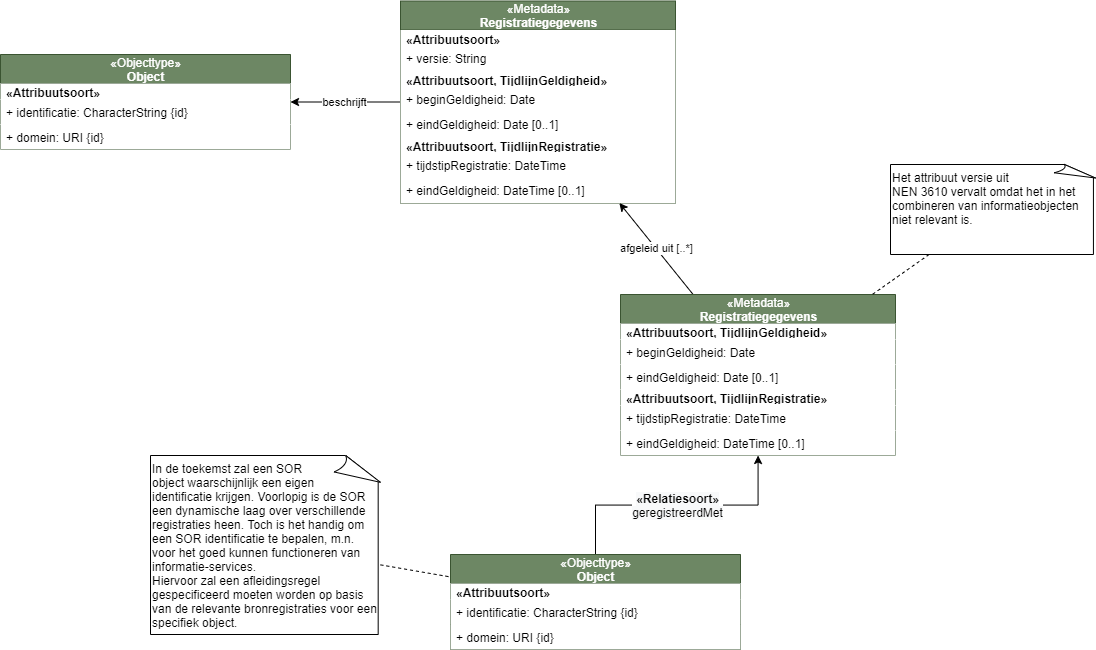 «Metadata»
Registratiegegevens
«Attribuutsoort»
+ versie: String
«Attribuutsoort, TijdlijnGeldigheid»
+ beginGeldigheid: Date
+ eindGeldigheid: Date [0..1]
«Attribuutsoort, TijdlijnRegistratie»
+ tijdstipRegistratie: DateTime
+ eindGeldigheid: DateTime [0..1]
«Objecttype»
Object
«Attribuutsoort»
+ identificatie: CharacterString {id}
+ domein: URI {id}
beschrijft
Het attribuut versie uit
NEN 3610 vervalt omdat het in het
combineren van informatieobjecten
niet relevant is.
afgeleid uit [..*]
«Metadata»
Registratiegegevens
«Attribuutsoort, TijdlijnGeldigheid»
+ beginGeldigheid: Date
+ eindGeldigheid: Date [0..1]
«Attribuutsoort, TijdlijnRegistratie»
+ tijdstipRegistratie: DateTime
+ eindGeldigheid: DateTime [0..1]
In de toekemst zal een SOR
object waarschijnlijk een eigen
identificatie krijgen. Voorlopig is de SOR
een dynamische laag over verschillende
registraties heen. Toch is het handig om
een SOR identificatie te bepalen, m.n.
voor het goed kunnen functioneren van
informatie-services.
Hiervoor zal een afleidingsregel
gespecificeerd moeten worden op basis
van de relevante bronregistraties voor een
specifiek object.
«Relatiesoort»
geregistreerdMet
«Objecttype»
Object
«Attribuutsoort»
+ identificatie: CharacterString {id}
+ domein: URI {id}